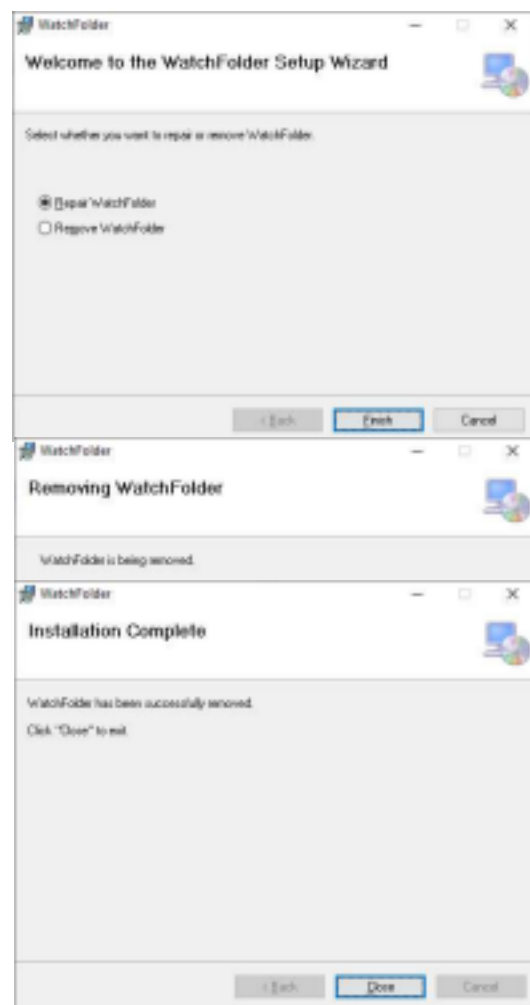 WatchFolder
Welcome to the WatchFolder Setup Wizard
Select whether you want to repair or remove WatchFolder.
Repair WatchFolder
Remove WatchFolder
< Back Finish Cancel
WatchFolder
Removing WatchFolder
WatchFolder is being removed.
WatchFolder
Installation Complete
WatchFolder has been successfully removed.
Click "Close" to exit.
< Back Close Cancel